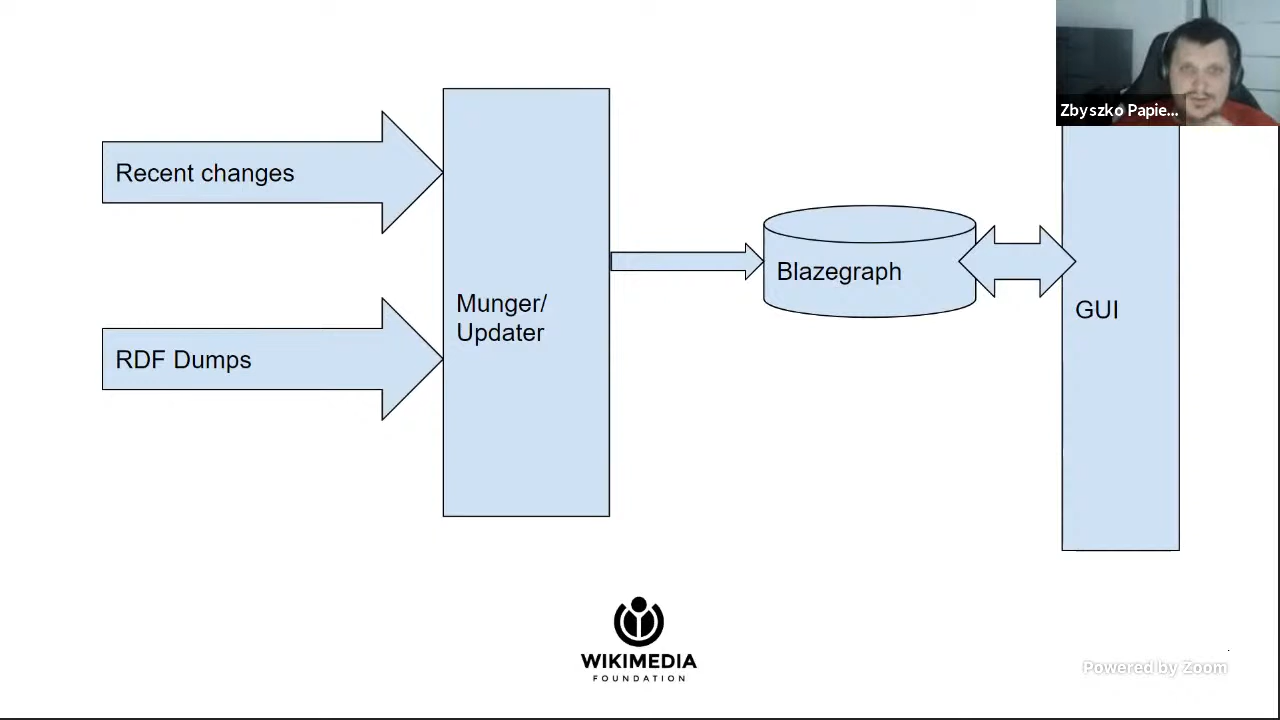 Zbyszko Papie...
Recent changes
Blazegraph
Munger/
Updater
GUI
RDF Dumps
WIKIMEDIA
FOUNDATION
Powered by Zoom